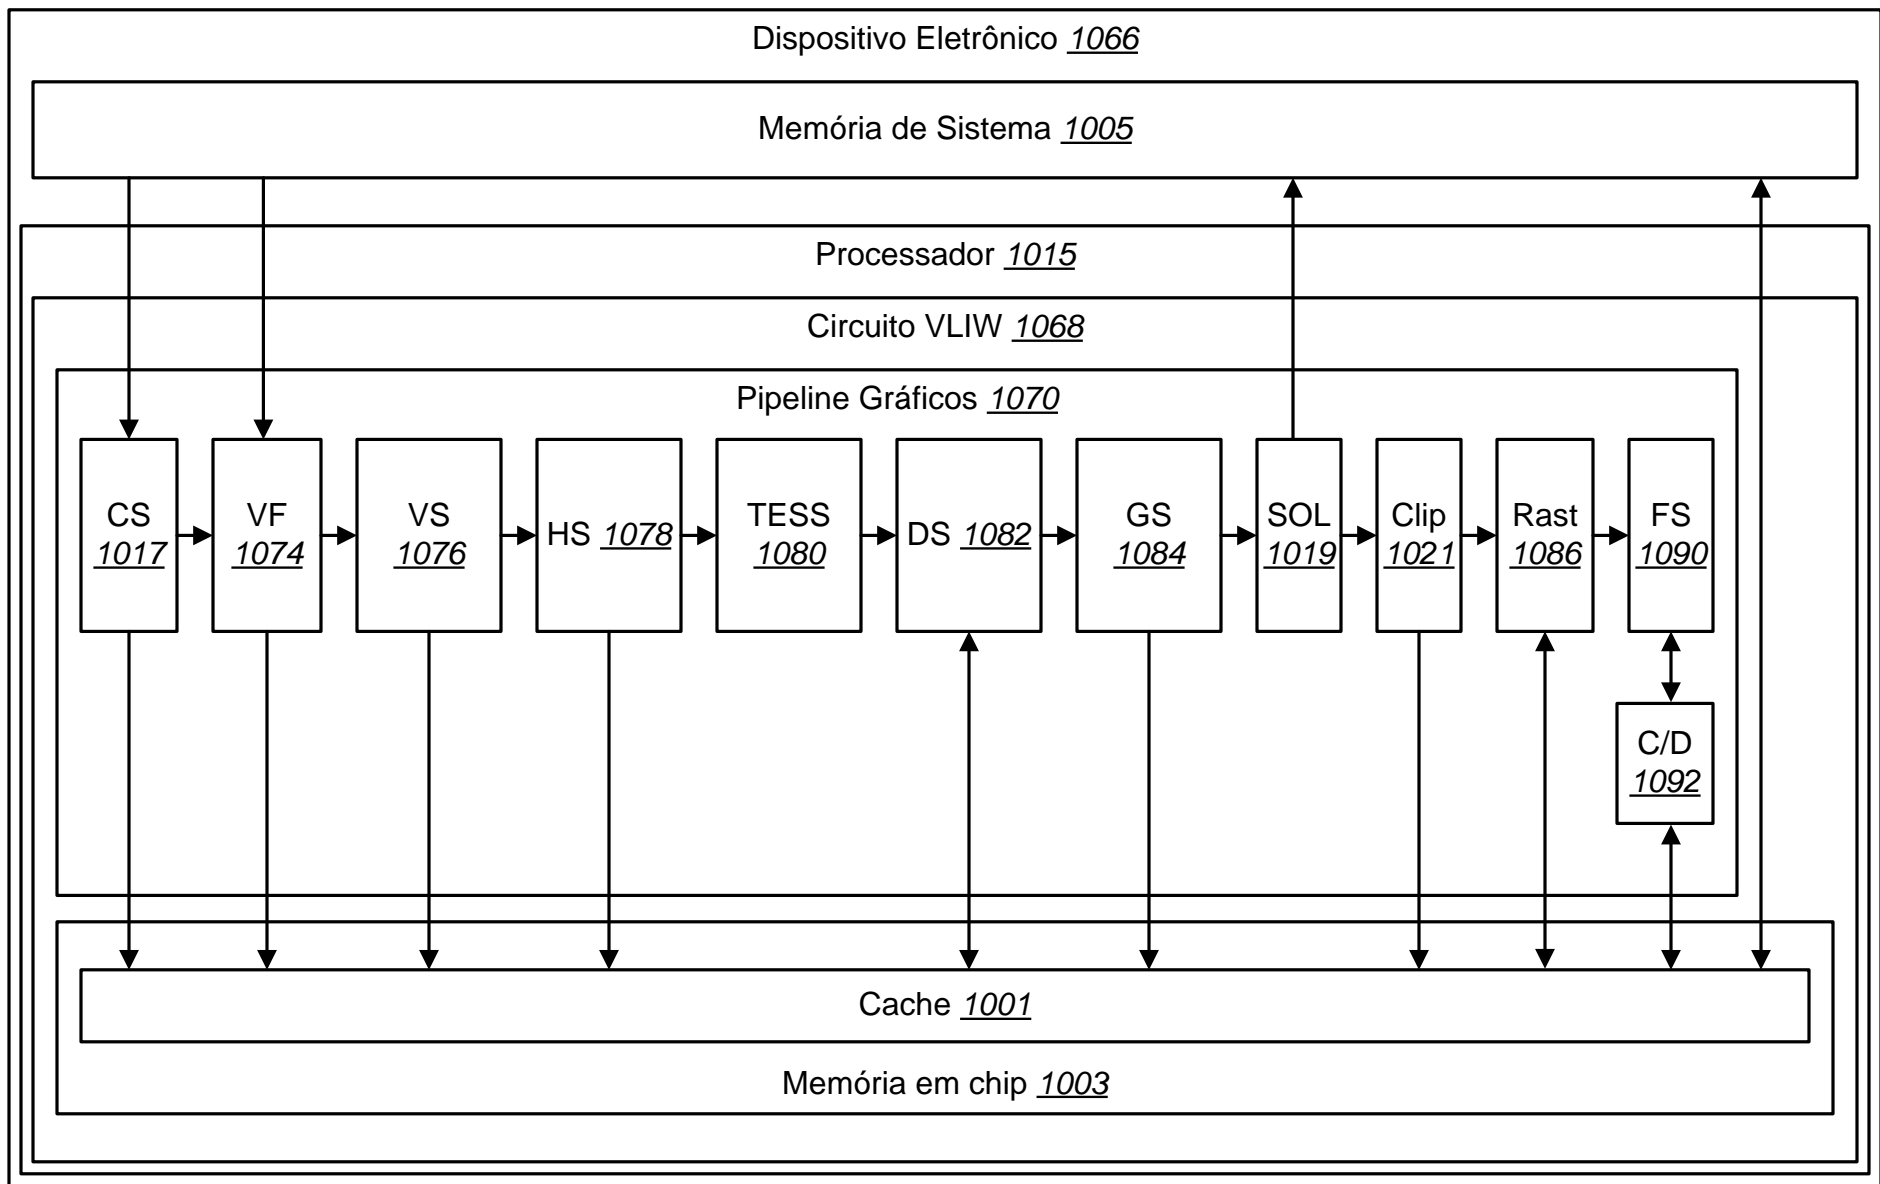 Dispositivo Eletrônico 1066
Memória de Sistema 1005
Processador 1015
Circuito VLIW 1068
Pipeline Gráficos 1070
CS
1017
VF
1074
VS
1076
HS 1078
TESS
1080
DS 1082
GS
1084
SOL
1019
Clip
1021
Rast
1086
FS
1090
C/D
1092
Cache 1001
Memória em chip 1003